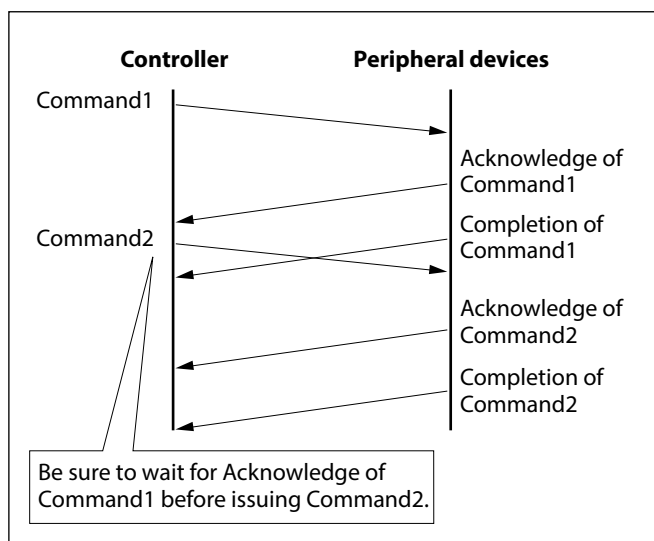 Controller
Peripheral devices
Command1
Acknowledge of
Command1
Command2
Completion of
Command1
Acknowledge of
Command2
Completion of
Command2
Be sure to wait for Acknowledge of
Command1 before issuing Command2.